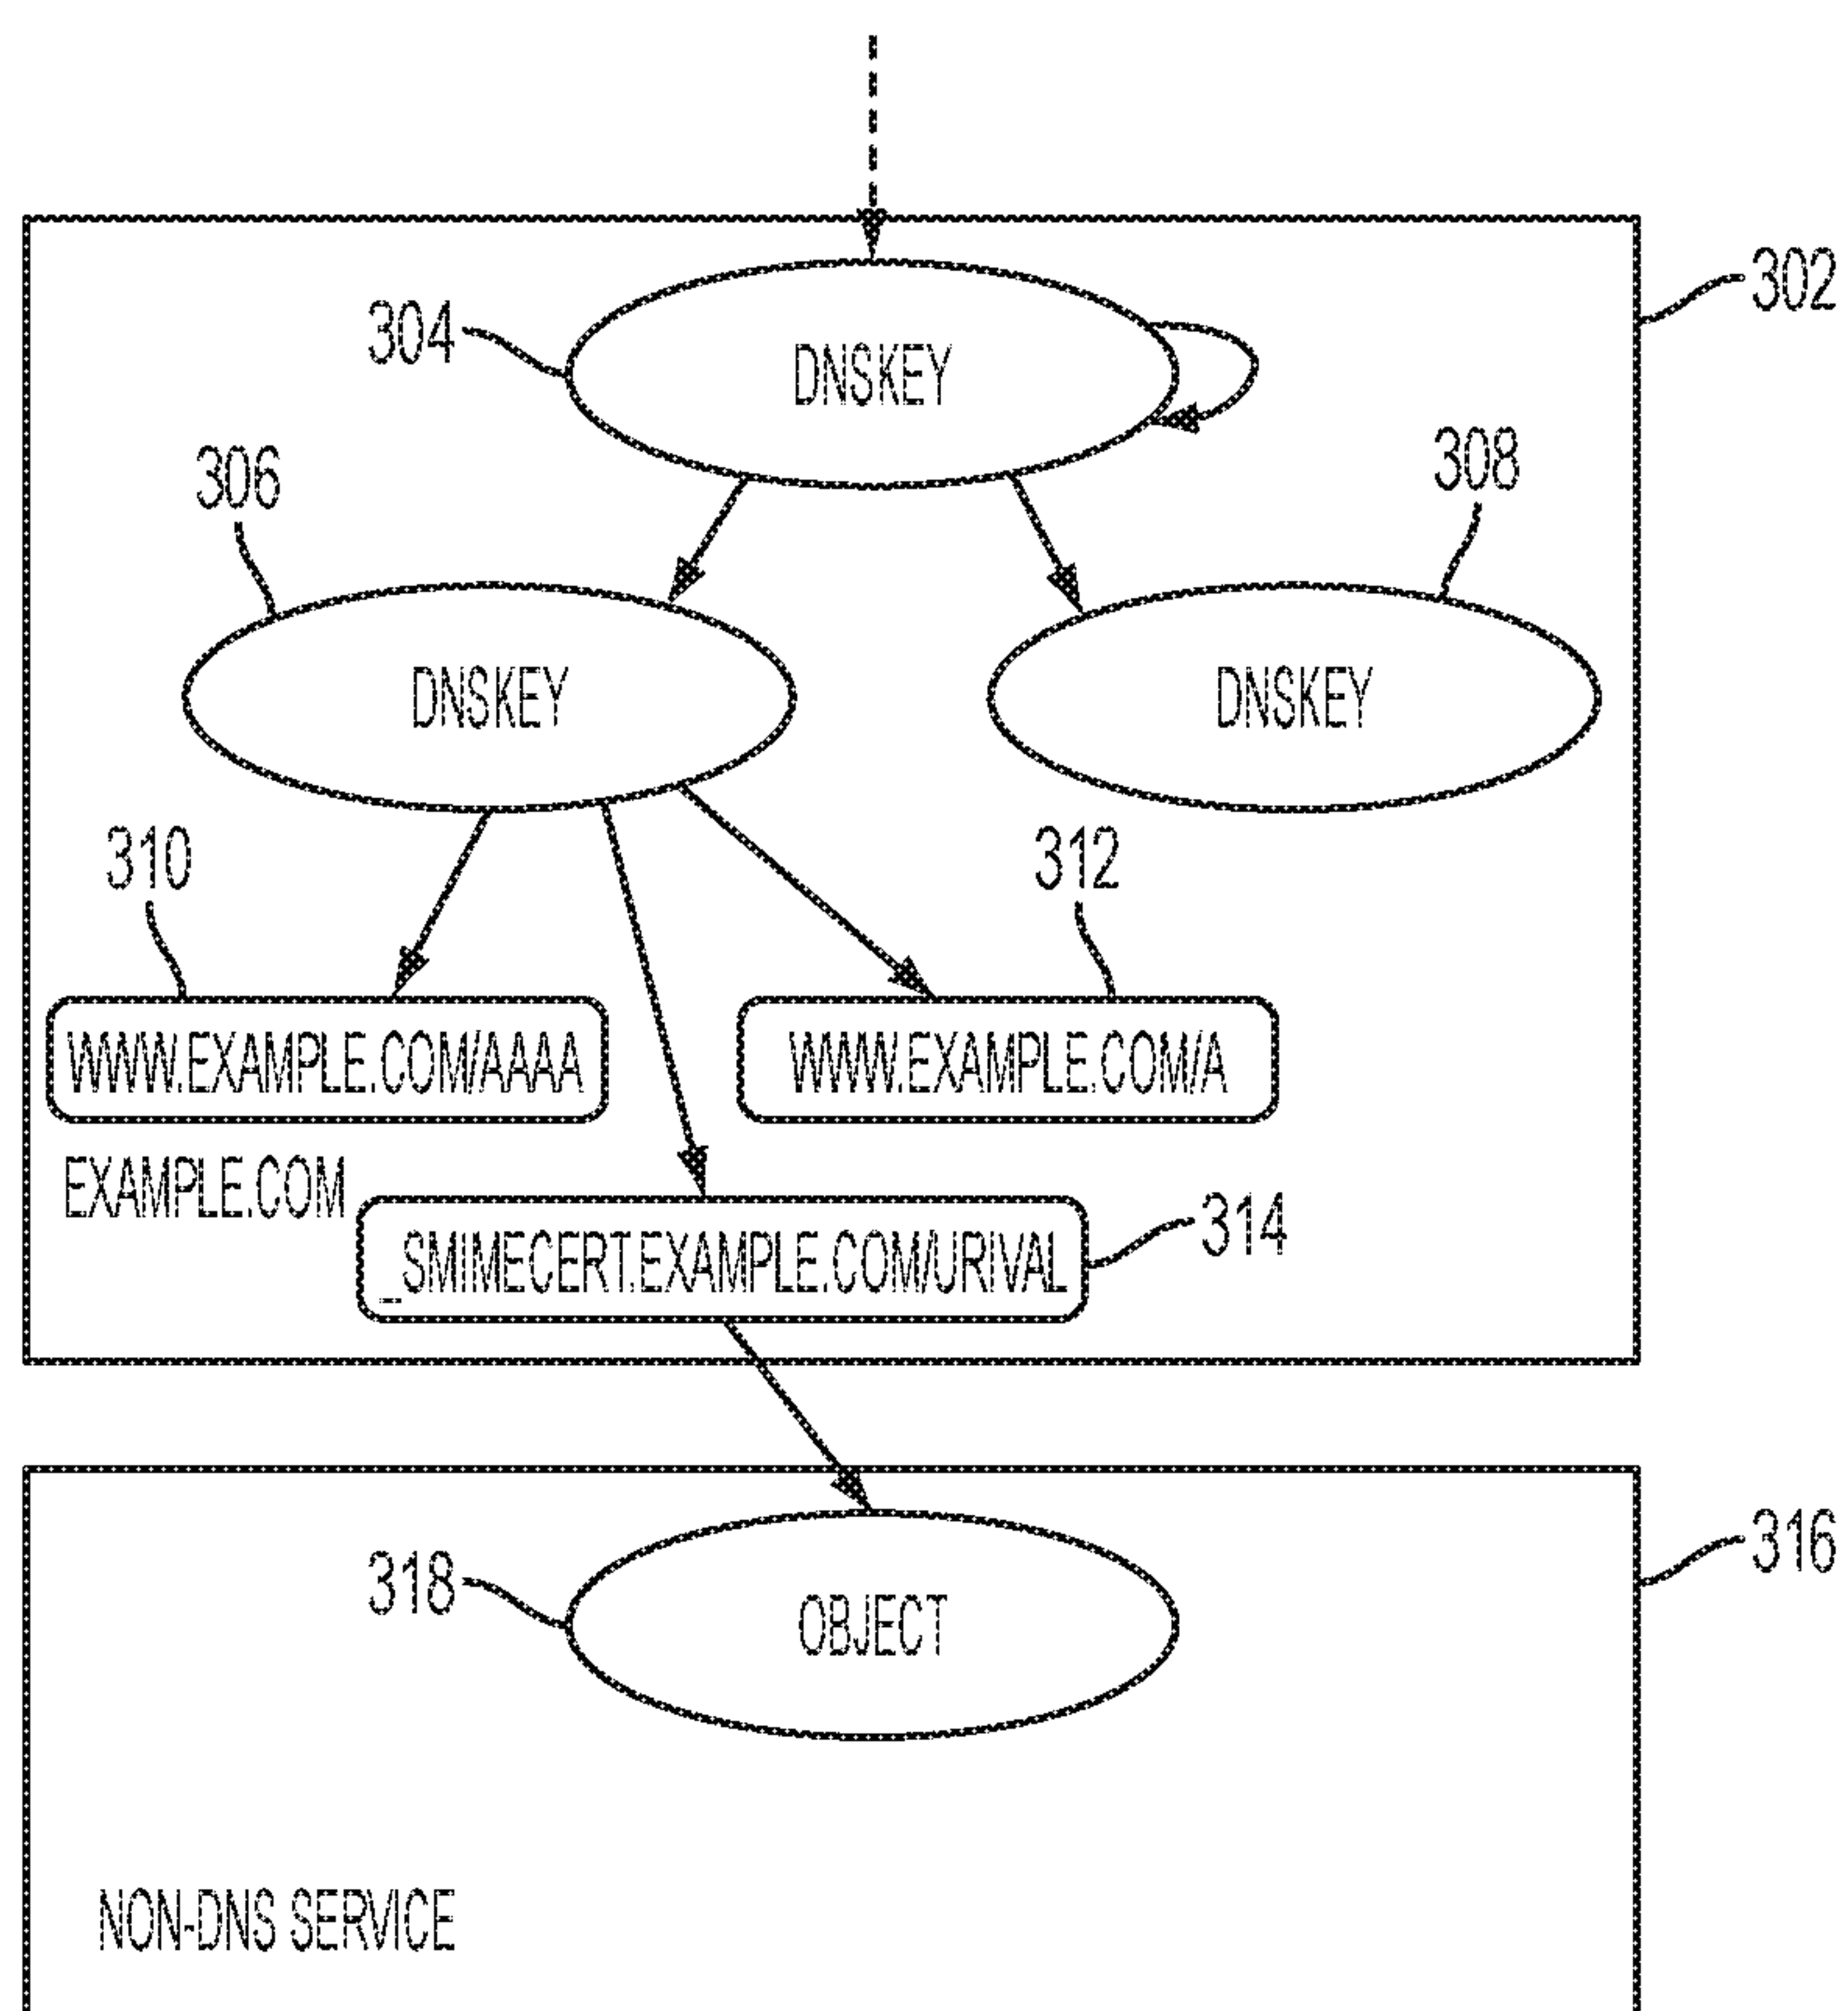 302
304
DNSKEY
306
308
DNSKEY
DNSKEY
310
312
WWW.EXAMPLE.COM/AAAA
WWW.EXAMPLE.COM/A
EXAMPLE.COM
_SMIMECERT.EXAMPLE.COM/URIVAL
314
316
318
OBJECT
NON-DNS SERVICE